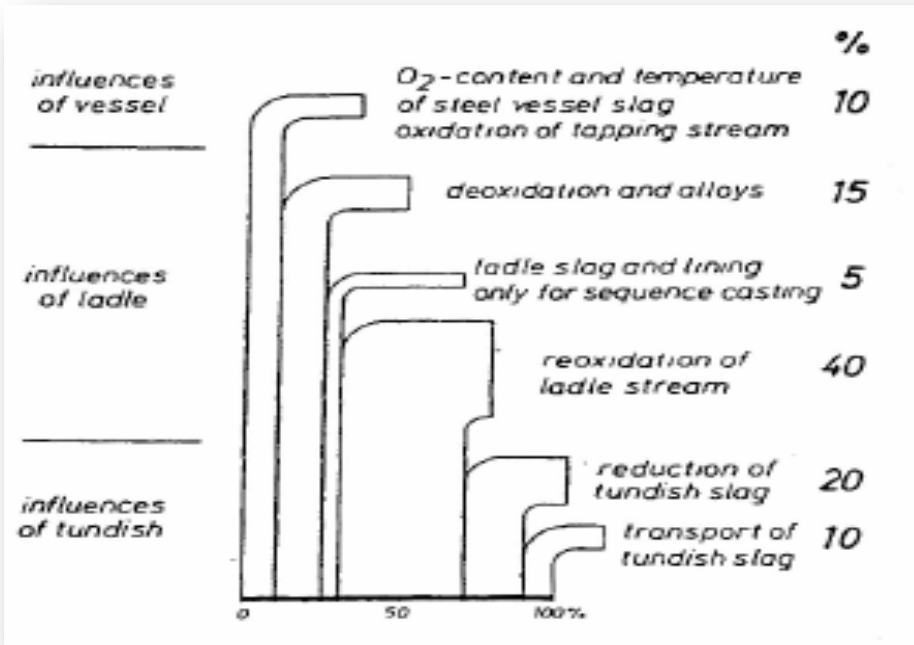 %
influences
of vessel
O2-content and temperature
of steel vessel slag
oxidation of tapping stream
10
deoxidation and alloys
15
influences
of ladle
ladle slag and lining
only for sequence casting
5
reoxidation of
ladle stream
40
influences
of tundish
reduction of
tundish slag
20
transport of
tundish slag
10
0
50
100%